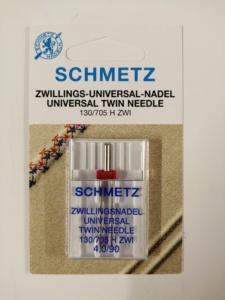 SCHMETZ
ZWILLINGS-UNIVERSAL-NADEL
UNIVERSAL TWIN NEEDLE
130/705 H ZWI
SCHMETZ
ZWILLINGSNADEL
UNIVERSAL
TWIN NEEDLE
130/705 H ZWI
4.0/90